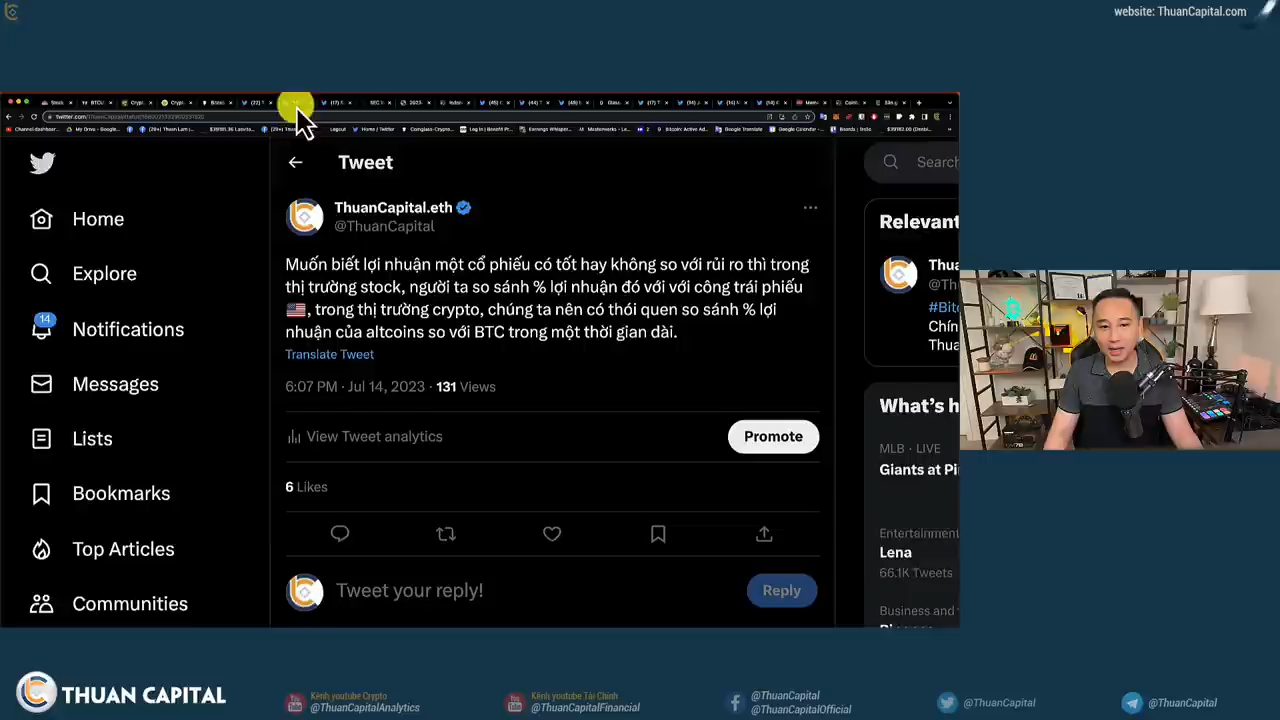 website: ThuanCapital.com
Tweet
Search
Home
Explore
14
Notifications
Messages
Lists
Bookmarks
Top Articles
Communities
ThuanCapital.eth
@ThuanCapital
Muốn biết lợi nhuận một cổ phiếu có tốt hay không so với rủi ro thì trong
thị trường stock, người ta so sánh % lợi nhuận đó với với công trái phiếu
🇺🇸, trong thị trường crypto, chúng ta nên có thói quen so sánh % lợi
nhuận của altcoins so với BTC trong một thời gian dài.
Translate Tweet
6:07 PM · Jul 14, 2023 · 131 Views
View Tweet analytics
Promote
6 Likes
Tweet your reply!
Reply
Relevant
Thua
@Th
#Bito
Chín
Thua
What's h
MLB · LIVE
Giants at Pi
Entertainment
Lena
66.1K Tweets
Business and
THUAN CAPITAL
Kênh youtube Crypto
@ThuanCapitalAnalytics
Kênh youtube Tài Chính
@ThuanCapitalFinancial
@ThuanCapital
@ThuanCapitalOfficial
@ThuanCapital
@ThuanCapital